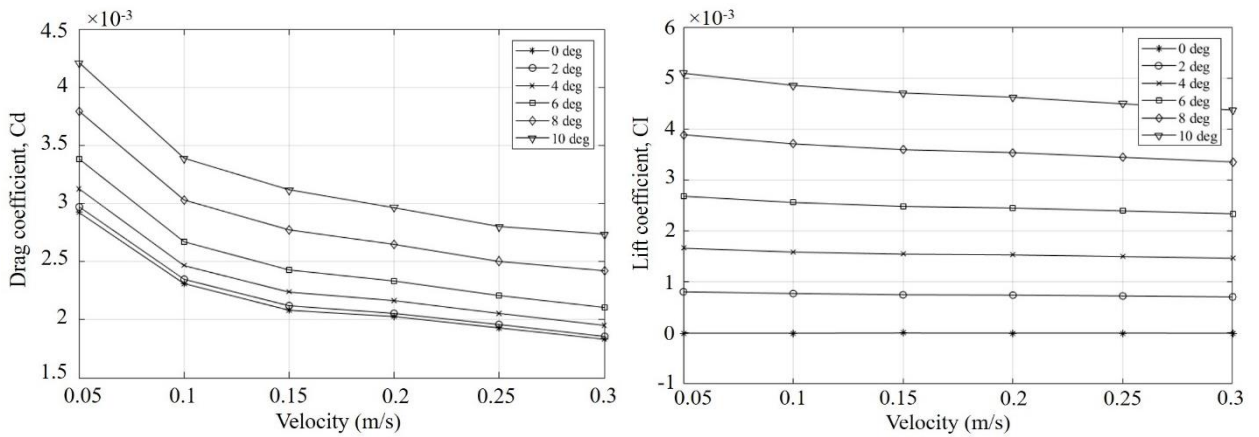 ×10-3
4.5
4
3.5
3
2.5
2
1.5
0.05 0.1 0.15 0.2 0.25 0.3
Drag coefficient, Cd
Velocity (m/s)
0 deg
2 deg
4 deg
6 deg
8 deg
10 deg
×10-3
6
5
4
3
2
1
0
-1
0.05 0.1 0.15 0.2 0.25 0.3
Lift coefficient, CI
Velocity (m/s)
0 deg
2 deg
4 deg
6 deg
8 deg
10 deg